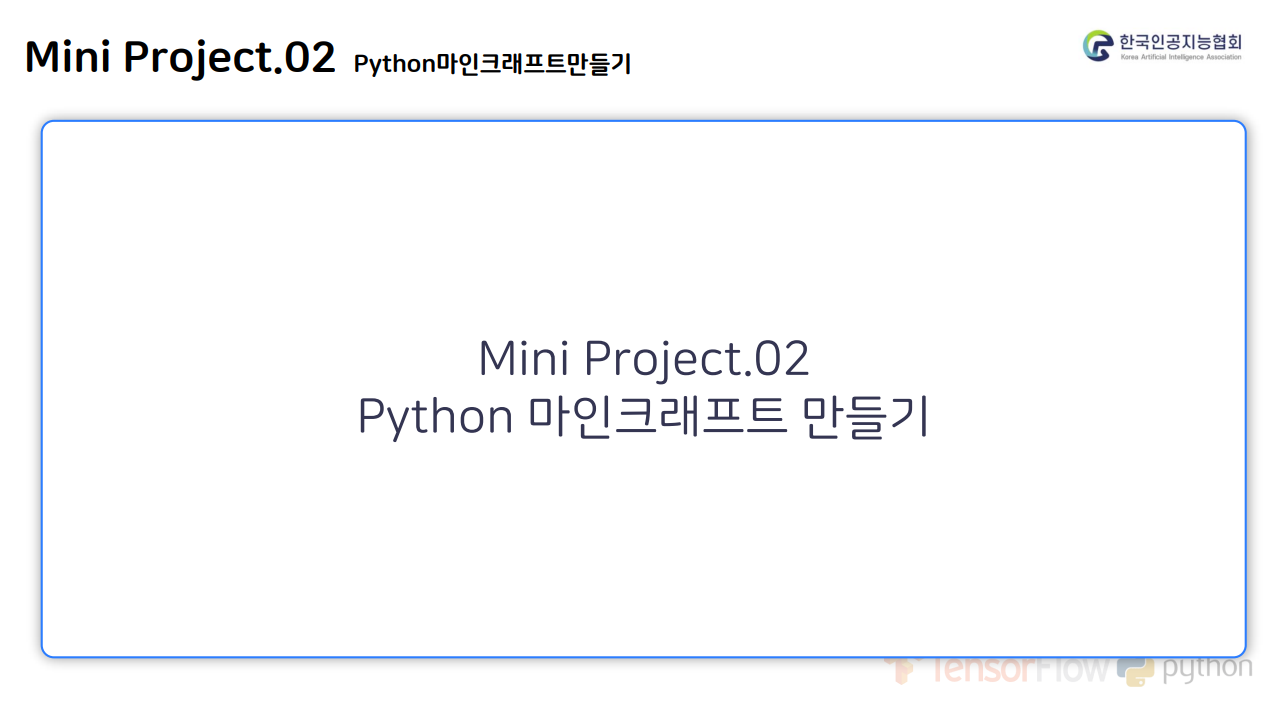 Mini Project.02 Python마인크래프트만들기
한국인공지능협회
Korea Artificial Intelligence Association
Mini Project.02
Python 마인크래프트 만들기
TensorFlow python